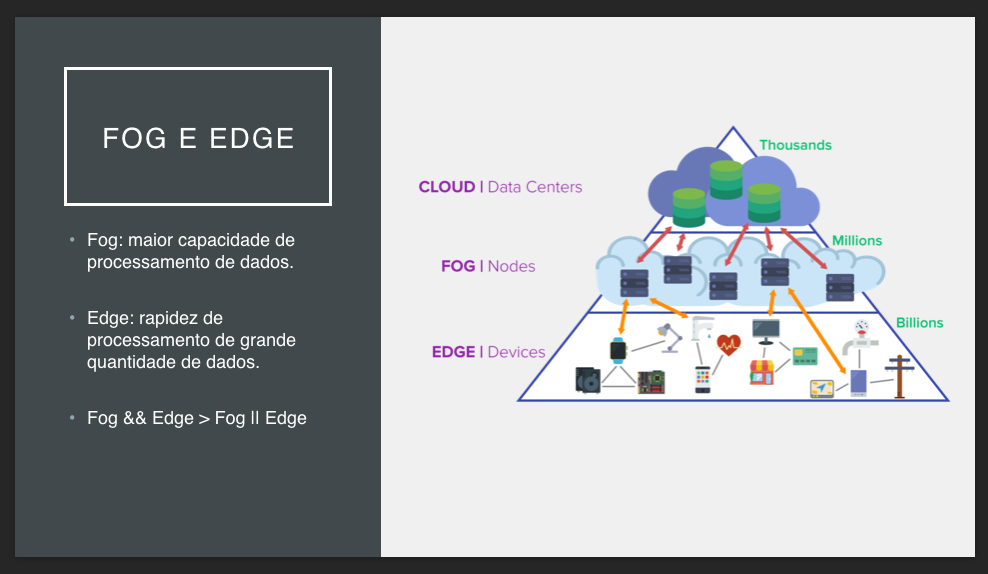 FOG E EDGE
• Fog: maior capacidade de
processamento de dados.
• Edge: rapidez de
processamento de grande
quantidade de dados.
• Fog && Edge > Fog || Edge
Thousands
CLOUD | Data Centers
Millions
FOG | Nodes
Billions
EDGE | Devices